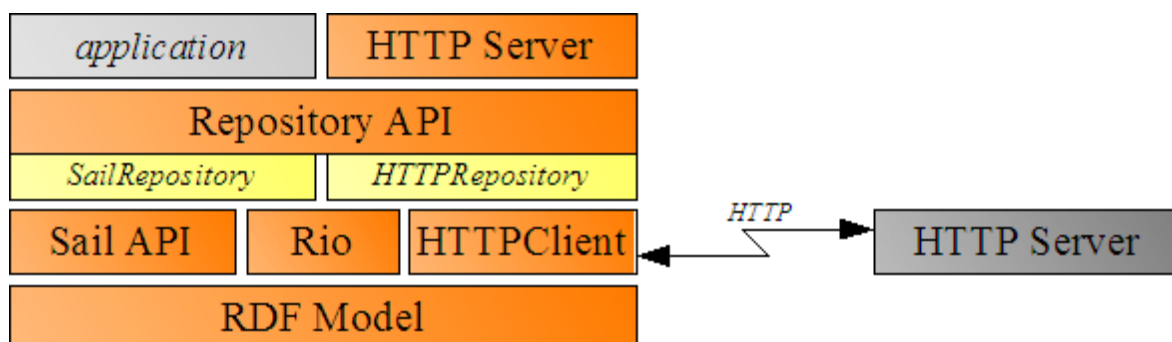 application
HTTP Server
Repository API
SailRepository
HTTPRepository
Sail API
Rio
HTTPClient
HTTP
HTTP Server
RDF Model